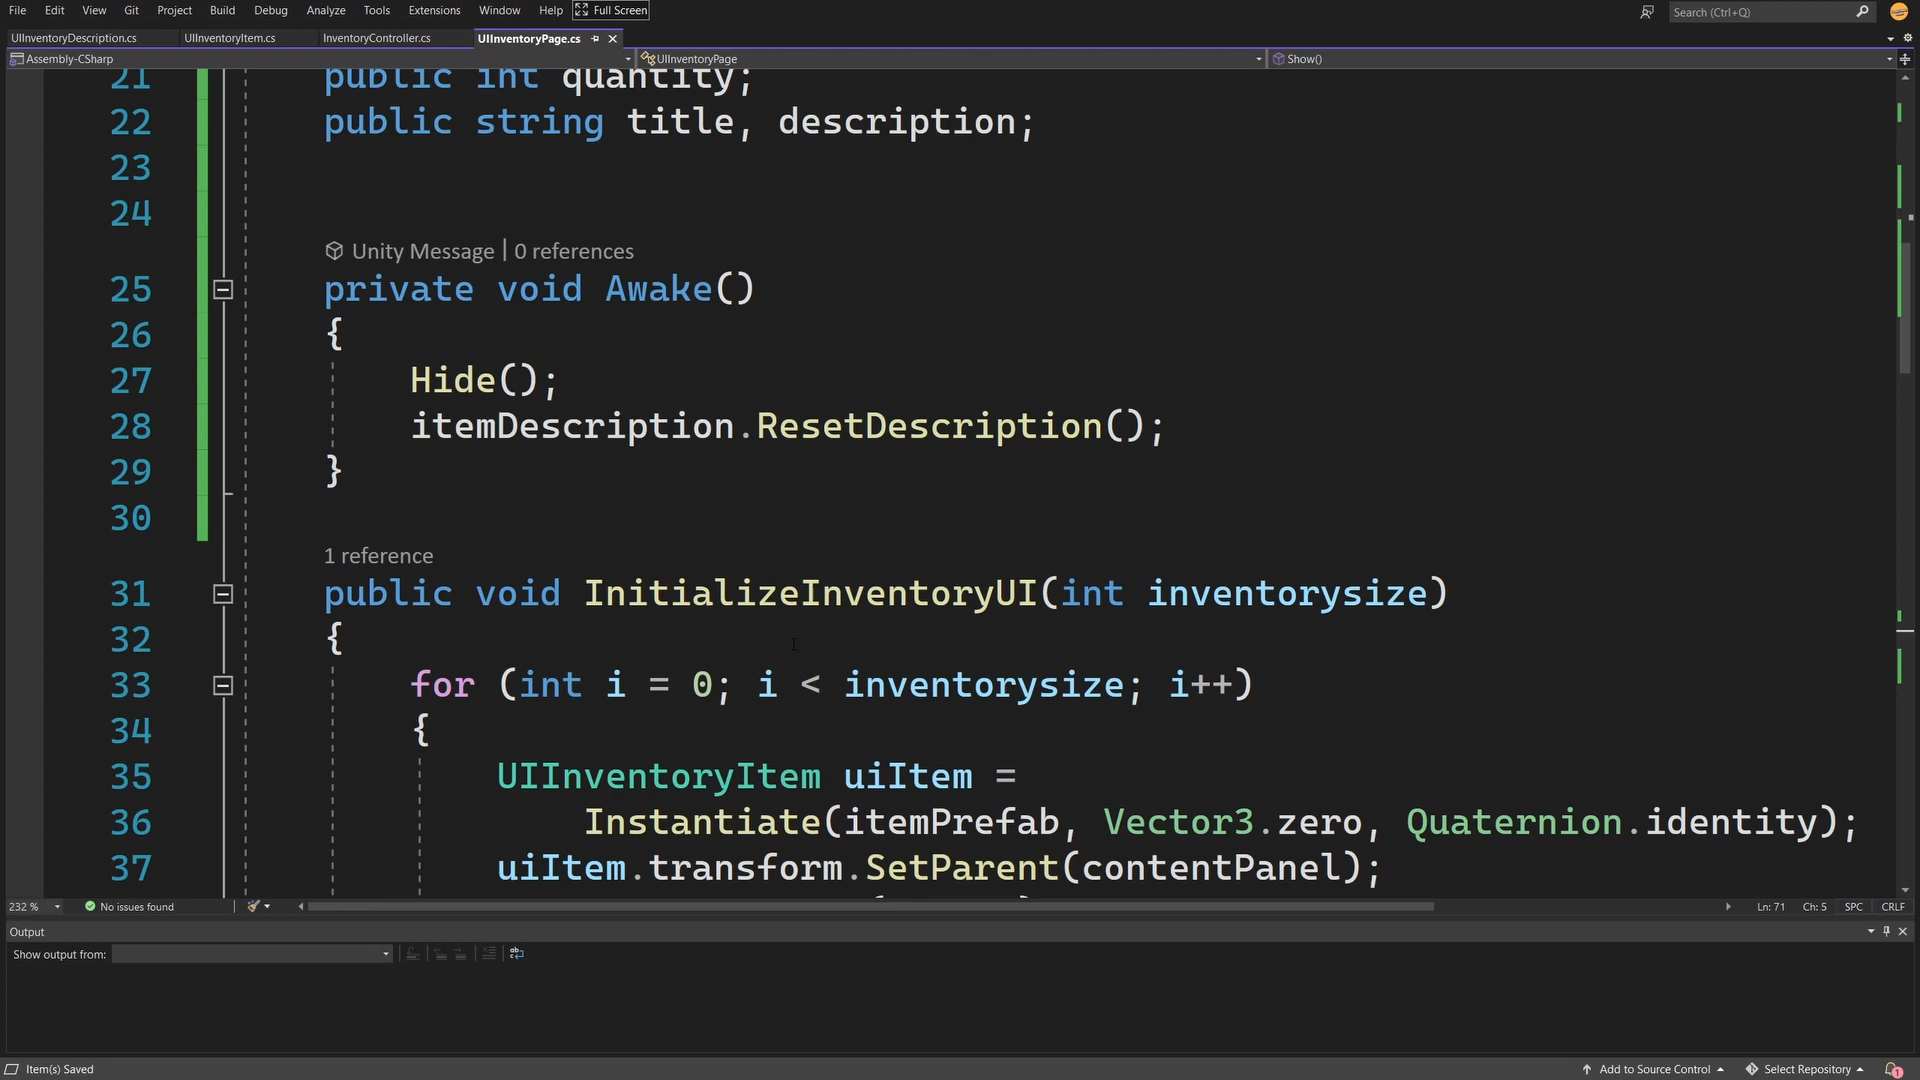 File Edit View Git Project Build Debug Analyze Tools Extensions Window Help Full Screen Search (Ctrl+Q)
UIInventoryDescription.cs UIInventoryItem.cs InventoryController.cs UIInventoryPage.cs
Assembly-CSharp UIInventoryPage Show()
21 public int quantity;
22 public string title, description;
23
24
Unity Message | 0 references
25 private void Awake()
26 {
27 Hide();
28 itemDescription.ResetDescription();
29 }
30
1 reference
31 public void InitializeInventoryUI(int inventorysize)
32 {
33 for (int i = 0; i < inventorysize; i++)
34 {
35 UIInventoryItem uiItem =
36 Instantiate(itemPrefab, Vector3.zero, Quaternion.identity);
37 uiItem.transform.SetParent(contentPanel);
232 % No issues found Ln: 71 Ch: 5 SPC CRLF
Output
Show output from:
Item(s) Saved Add to Source Control Select Repository 1